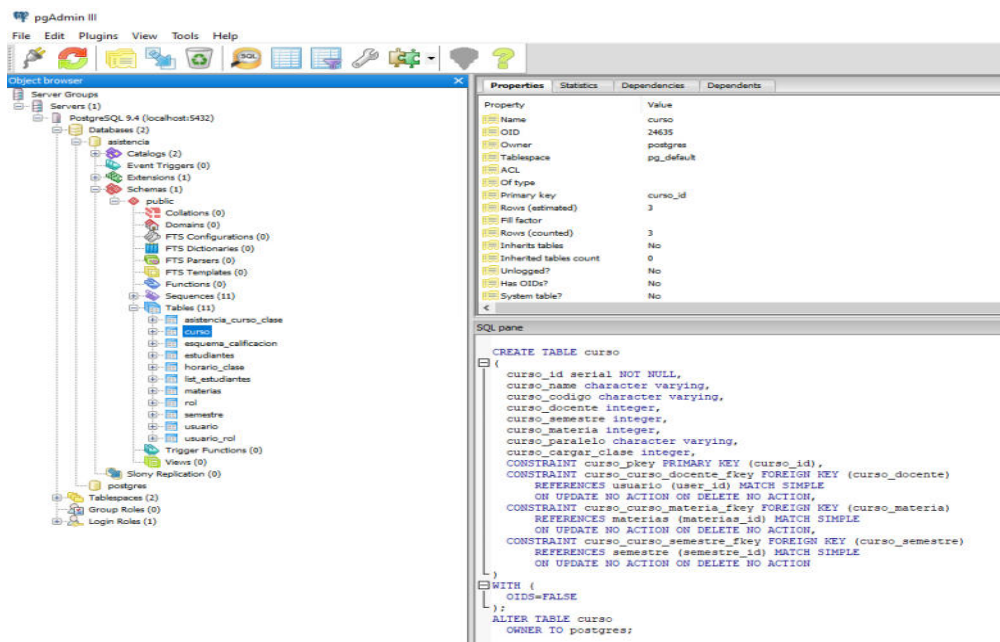 pgAdmin III
File Edit Plugins View Tools Help
SQL
Object browser
Server Groups
Servers (1)
PostgreSQL 9.4 (localhost:5432)
Databases (2)
asistencia
Catalogs (2)
Event Triggers (0)
Extensions (1)
Schemas (1)
public
Collations (0)
Domains (0)
FTS Configurations (0)
FTS Dictionaries (0)
FTS Parsers (0)
FTS Templates (0)
Functions (0)
Sequences (11)
Tables (11)
asistencia_curso_clase
curso
esquema_calificacion
estudiantes
horario_clase
list_estudiantes
materias
rol
semestre
usuario
usuario_rol
Trigger Functions (0)
Views (0)
Slony Replication (0)
postgres
Tablespaces (2)
Group Roles (0)
Login Roles (1)
Properties Statistics Dependencies Dependents
Property Value
Name curso
OID 24635
Owner postgres
Tablespace pg_default
ACL
Of type
Primary key curso_id
Rows (estimated) 3
Fill factor
Rows (counted) 3
Inherits tables No
Inherited tables count 0
Unlogged? No
Has OIDs? No
System table? No
SQL pane
CREATE TABLE curso
(
curso_id serial NOT NULL,
curso_name character varying,
curso_codigo character varying,
curso_docente integer,
curso_semestre integer,
curso_materia integer,
curso_paralelo character varying,
curso_cargar_clase integer,
CONSTRAINT curso_pkey PRIMARY KEY (curso_id),
CONSTRAINT curso_curso_docente_fkey FOREIGN KEY (curso_docente)
REFERENCES usuario (user_id) MATCH SIMPLE
ON UPDATE NO ACTION ON DELETE NO ACTION,
CONSTRAINT curso_curso_materia_fkey FOREIGN KEY (curso_materia)
REFERENCES materias (materias_id) MATCH SIMPLE
ON UPDATE NO ACTION ON DELETE NO ACTION,
CONSTRAINT curso_curso_semestre_fkey FOREIGN KEY (curso_semestre)
REFERENCES semestre (semestre_id) MATCH SIMPLE
ON UPDATE NO ACTION ON DELETE NO ACTION
)
WITH (
OIDS=FALSE
);
ALTER TABLE curso
OWNER TO postgres;